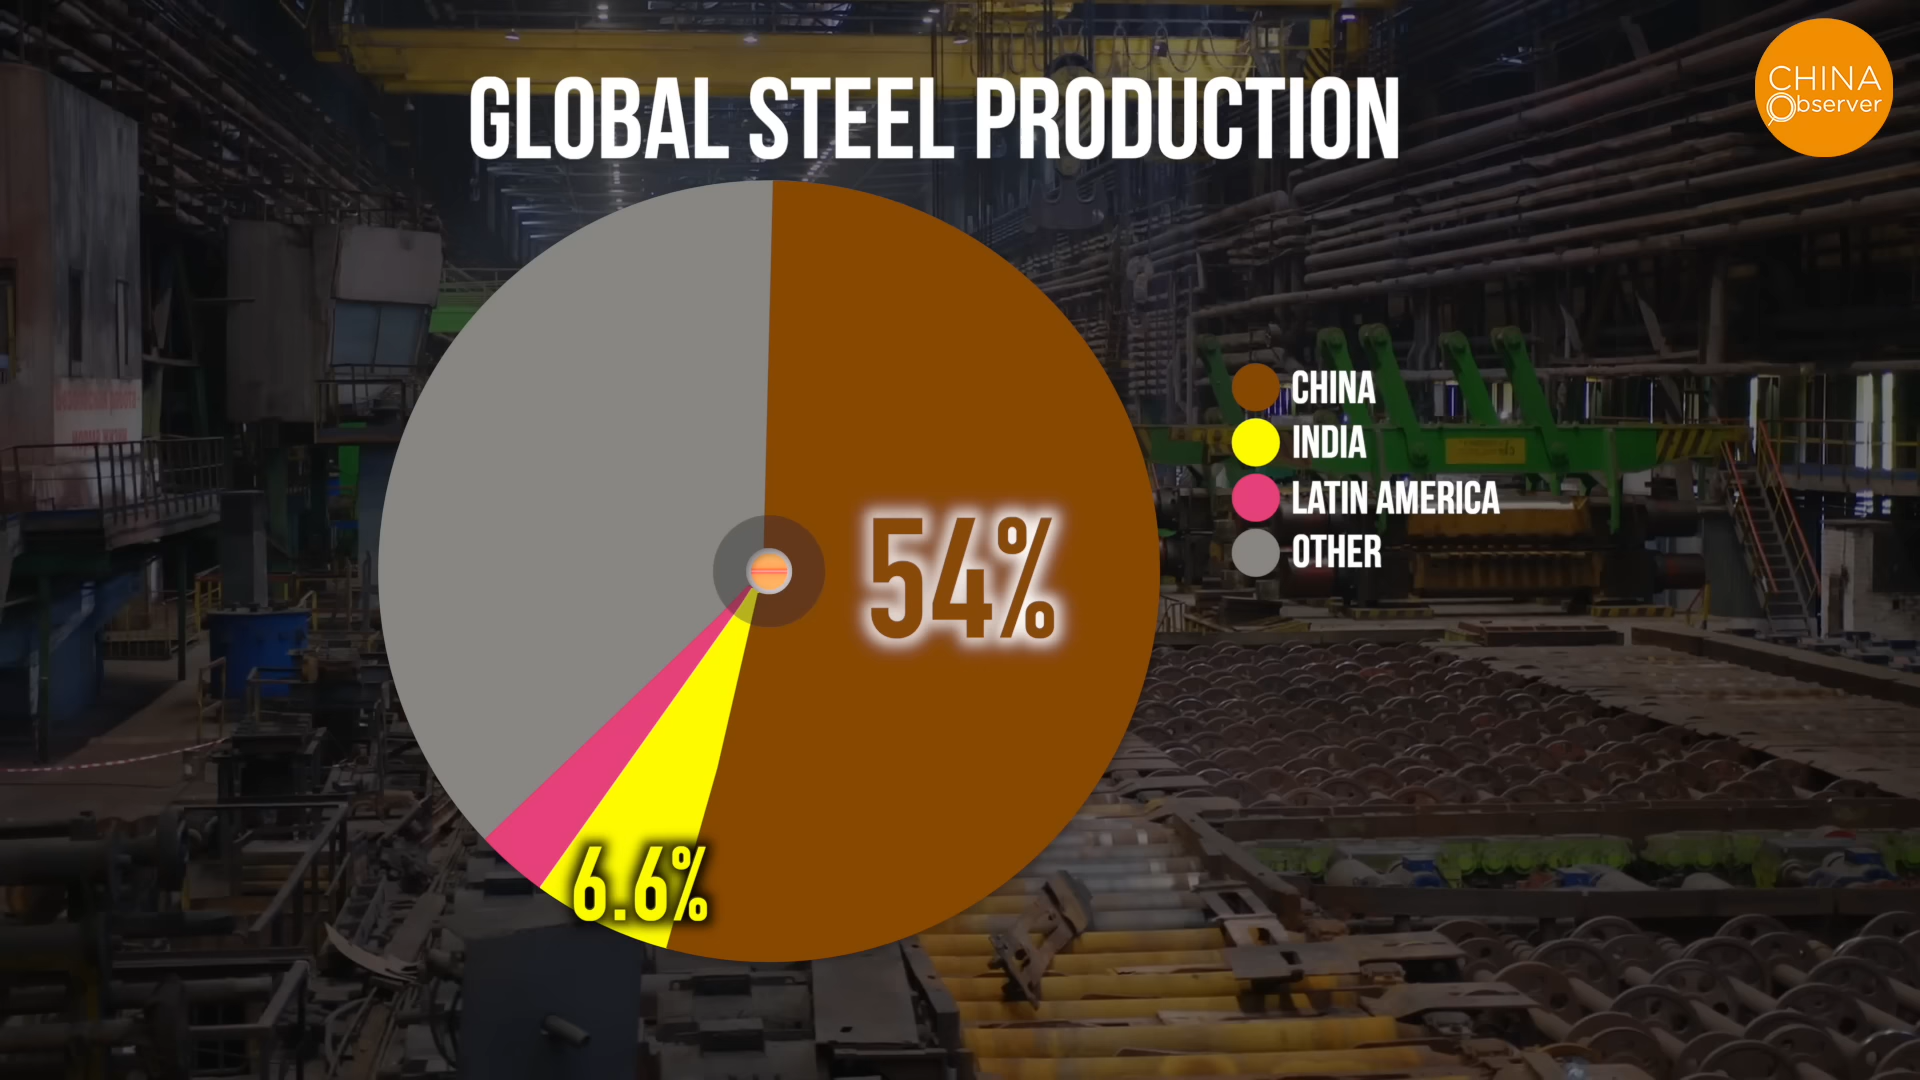 GLOBAL STEEL PRODUCTION
CHINA
Observer
CHINA
INDIA
LATIN AMERICA
OTHER
54%
6.6%